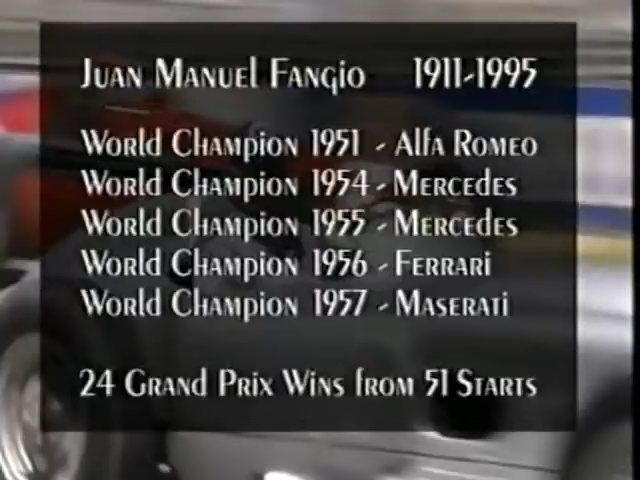 Juan Manuel Fangio 1911-1995
World Champion 1951 - Alfa Romeo
World Champion 1954 - Mercedes
World Champion 1955 - Mercedes
World Champion 1956 - Ferrari
World Champion 1957 - Maserati
24 Grand Prix Wins from 51 Starts